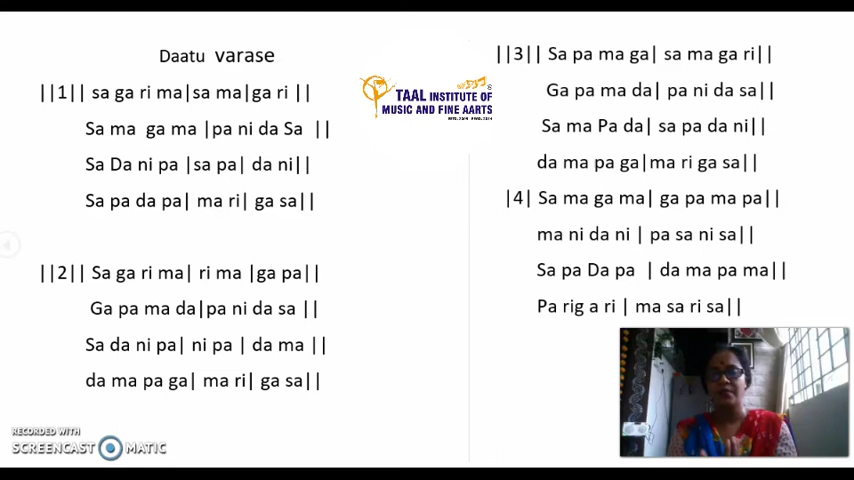 Daatu varase
||1|| sa ga ri ma|sa ma|ga ri ||
Sa ma ga ma |pa ni da Sa ||
Sa Da ni pa |sa pa| da ni||
Sa pa da pa| ma ri| ga sa||
||2|| Sa ga ri ma| ri ma |ga pa||
Ga pa ma da|pa ni da sa ||
Sa da ni pa| ni pa | da ma ||
da ma pa ga| ma ri| ga sa||
TAAL INSTITUTE OF
MUSIC AND FINE AARTS
||3|| Sa pa ma ga| sa ma ga ri||
Ga pa ma da| pa ni da sa||
Sa ma Pa da| sa pa da ni||
da ma pa ga|ma ri ga sa||
|4| Sa ma ga ma| ga pa ma pa||
ma ni da ni | pa sa ni sa||
Sa pa Da pa | da ma pa ma||
Pa rig a ri | ma sa ri sa||
RECORDED WITH
SCREENCAST MATIC